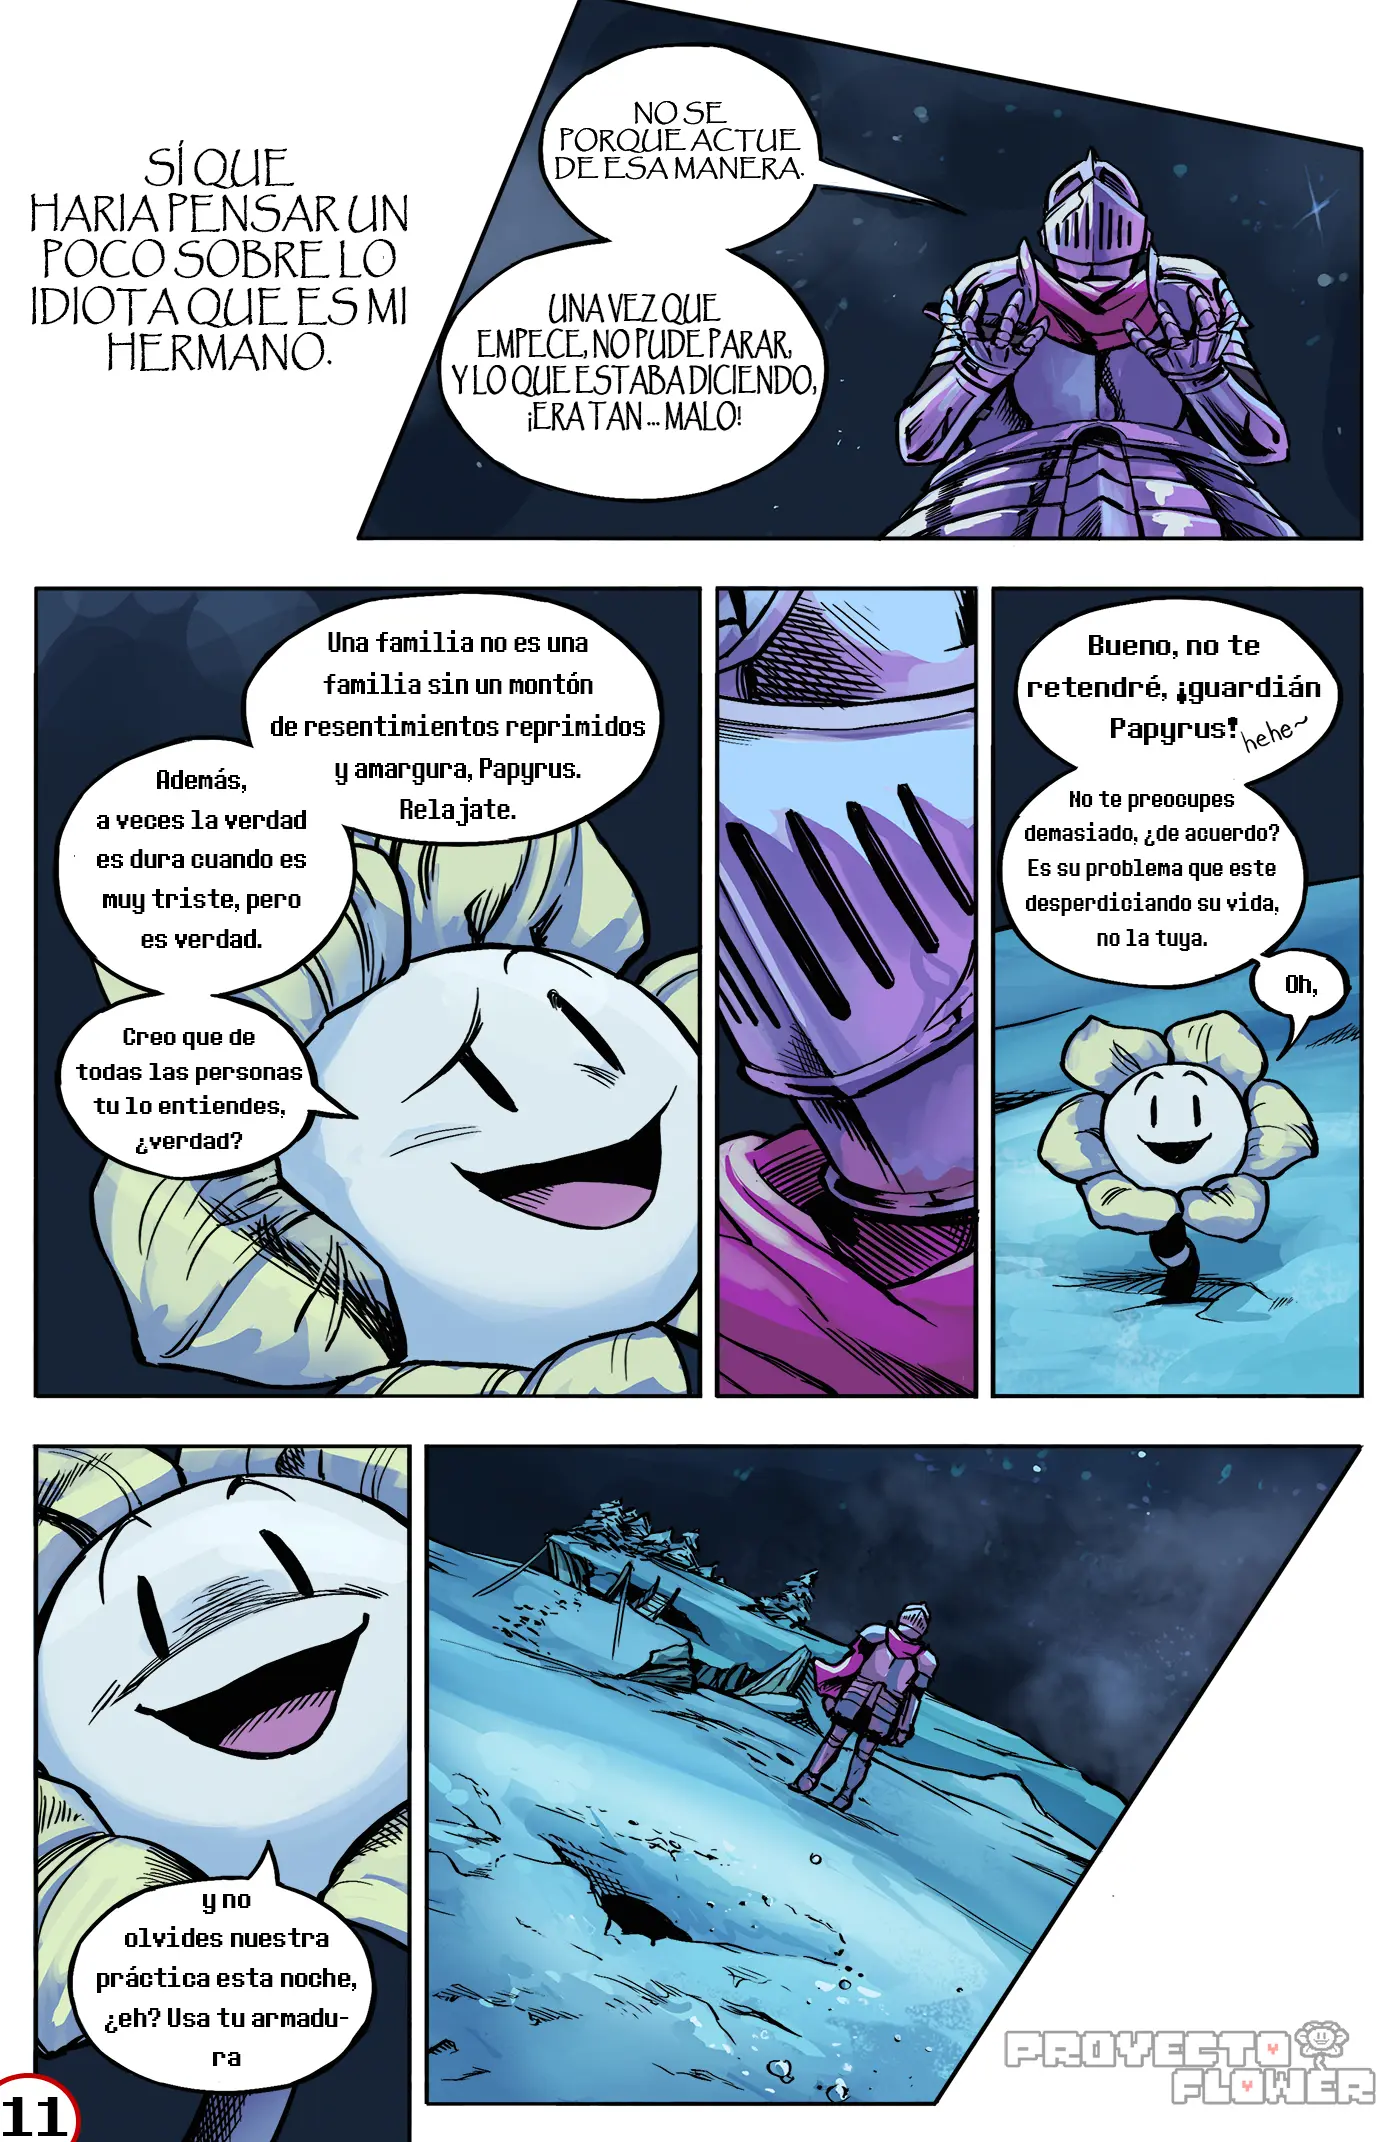 SÍ QUE
HARIA PENSAR UN
POCO SOBRE LO
IDIOTA QUE ES MI
HERMANO.
NO SE
PORQUE ACTUE
DE ESA MANERA.
UNA VEZ QUE
EMPECE, NO PUDE PARAR,
Y LO QUE ESTABA DICIENDO,
¡ERA TAN ... MALO!
Una familia no es una
familia sin un montón
de resentimientos reprimidos
y amargura, Papyrus.
Relajate.
Además,
a veces la verdad
es dura cuando es
muy triste, pero
es verdad.
Creo que de
todas las personas
tu lo entiendes,
¿verdad?
Bueno, no te
retendré, ¡guardián
Papyrus!
hehe~
No te preocupes
demasiado, ¿de acuerdo?
Es su problema que este
desperdiciando su vida,
no la tuya.
Oh,
y no
olvides nuestra
práctica esta noche,
¿eh? Usa tu armadu-
ra
PROYECTO
FLOWER
11